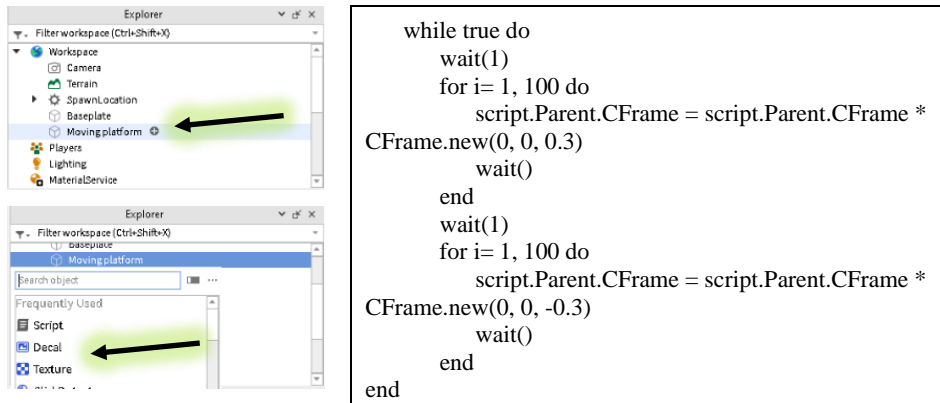 Explorer
Filter workspace (Ctrl+Shift+X)
Workspace
Camera
Terrain
SpawnLocation
Baseplate
Moving platform
Players
Lighting
MaterialService
Explorer
Filter workspace (Ctrl+Shift+X)
Baseplate
Moving platform
Search object
Frequently Used
Script
Decal
Texture
while true do
wait(1)
for i= 1, 100 do
script.Parent.CFrame = script.Parent.CFrame *
CFrame.new(0, 0, 0.3)
wait()
end
wait(1)
for i= 1, 100 do
script.Parent.CFrame = script.Parent.CFrame *
CFrame.new(0, 0, -0.3)
wait()
end
end